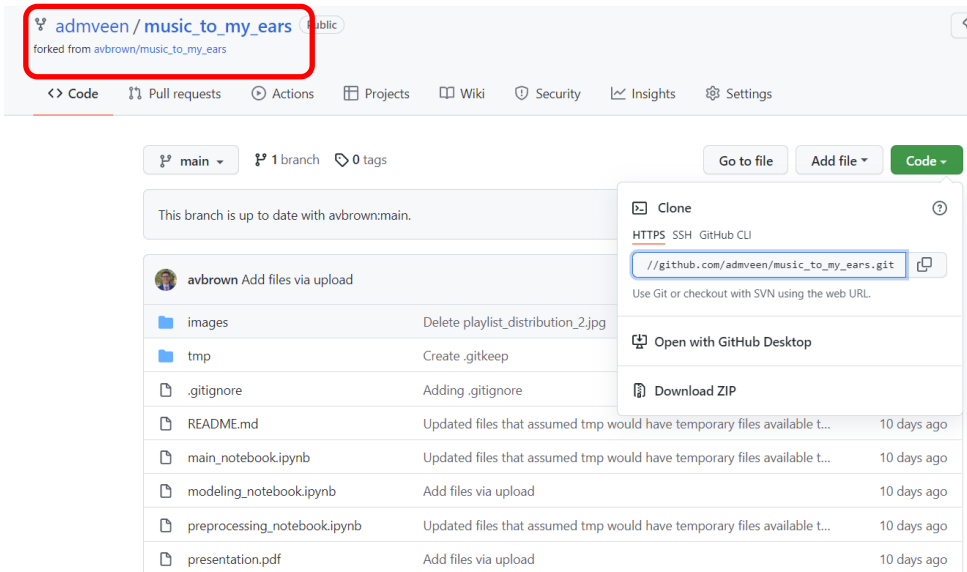 admveen / music_to_my_ears Public
forked from avbrown/music_to_my_ears
<> Code Pull requests Actions Projects Wiki Security Insights Settings
main 1 branch 0 tags Go to file Add file Code
This branch is up to date with avbrown:main.
Clone
HTTPS SSH GitHub CLI
//github.com/admveen/music_to_my_ears.git
Use Git or checkout with SVN using the web URL.
Open with GitHub Desktop
Download ZIP
avbrown Add files via upload
images Delete playlist_distribution_2.jpg
tmp Create .gitkeep
.gitignore Adding .gitignore
README.md Updated files that assumed tmp would have temporary files available t... 10 days ago
main_notebook.ipynb Updated files that assumed tmp would have temporary files available t... 10 days ago
modeling_notebook.ipynb Add files via upload 10 days ago
preprocessing_notebook.ipynb Updated files that assumed tmp would have temporary files available t... 10 days ago
presentation.pdf Add files via upload 10 days ago